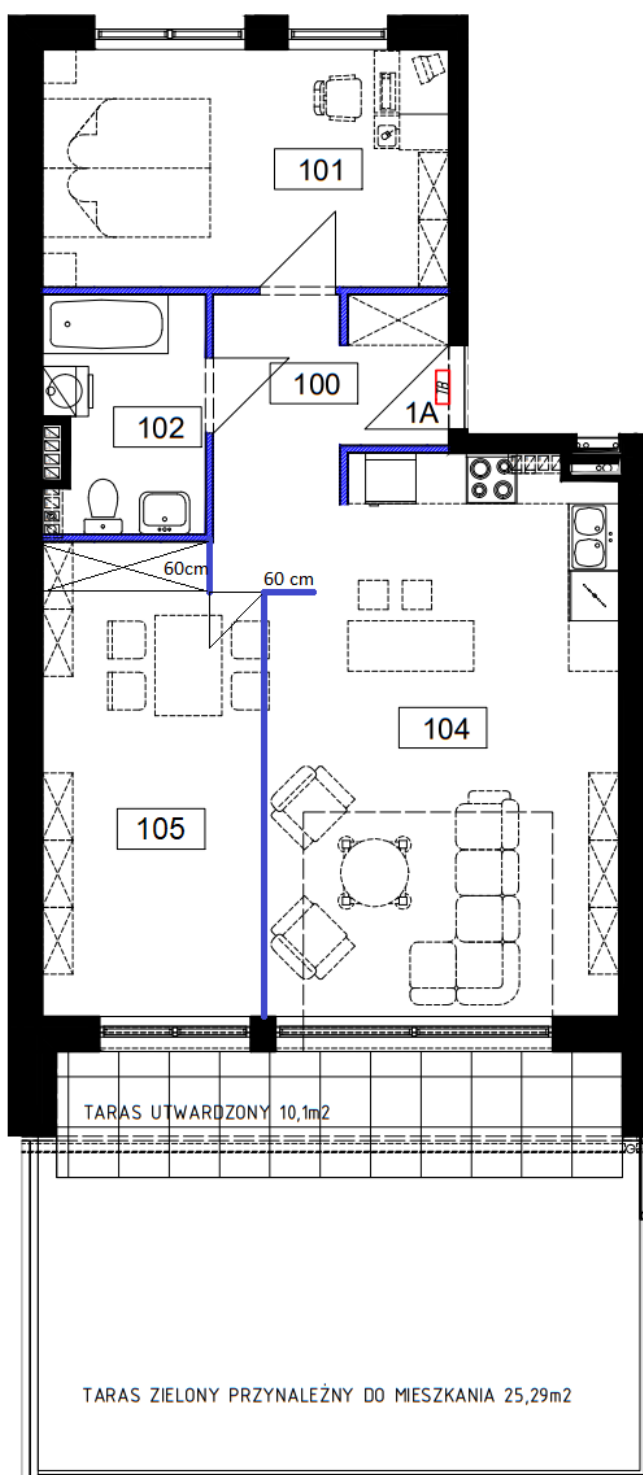 101
100
1A
102
60cm
60 cm
104
105
TARAS UTWARDZONY 10,1m2
TARAS ZIELONY PRZYNALEŻNY DO MIESZKANIA 25,29m2